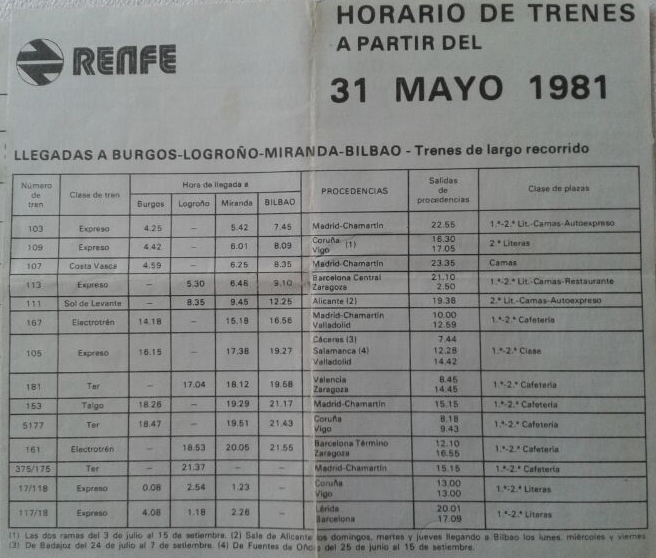 RENFE
HORARIO DE TRENES
A PARTIR DEL
31 MAYO 1981
LLEGADAS A BURGOS-LOGROÑO-MIRANDA-BILBAO - Trenes de largo recorrido
Número de tren Clase de tren Hora de llegada a PROCEDENCIAS Salidas de procedencias Clase de plazas
Burgos Logroño Miranda BILBAO
103 Expreso 4.25 – 5.42 7.45 Madrid-Chamartín 22.55 1.ª-2.ª Lit.-Camas-Autoexpreso
109 Expreso 4.42 – 6.01 8.09 Coruña (1) 16.30 2.ª Literas
Vigo 17.05
107 Costa Vasca 4.59 – 6.25 8.35 Madrid-Chamartín 23.35 Camas
113 Expreso – 5.30 6.46 9.10 Barcelona Central 21.10 1.ª-2.ª Lit.-Camas-Restaurante
Zaragoza 2.50
111 Sol de Levante 8.35 9.45 12.25 Alicante (2) 19.38 2.ª Lit.-Camas-Autoexpreso
167 Electrotrén 14.18 – 15.18 16.56 Madrid-Chamartín 10.00 1.ª-2.ª Cafetería
Valladolid 12.59
105 Expreso 16.15 – 17.36 19.27 Cáceres (3) 7.44 1.ª-2.ª Clase
Salamanca (4) 12.28
Valladolid 14.42
181 Ter – 17.04 18.12 19.58 Valencia 8.45 1.ª-2.ª Cafetería
Zaragoza 14.45
153 Talgo 18.26 – 19.29 21.17 Madrid-Chamartín 15.15 1.ª-2.ª Cafetería
5177 Ter 18.47 – 19.51 21.43 Coruña 8.18 1.ª-2.ª Cafetería
Vigo 9.43
161 Electrotrén – 18.53 20.05 21.55 Barcelona Término 12.10 1.ª-2.ª Cafetería
Zaragoza 16.55
375/175 Ter – 21.37 – – Madrid-Chamartín 15.15 1.ª-2.ª Cafetería
17/118 Expreso 0.08 2.54 1.23 – Coruña 13.00 1.ª-2.ª Literas
Vigo 13.00
117/18 Expreso 4.08 1.18 2.26 – Lérida 20.01 1.ª-2.ª Literas
Barcelona 17.09
(1) Las dos ramas del 3 de julio al 15 de setiembre. (2) Sale de Alicante los domingos, martes y jueves llegando a Bilbao los lunes, miércoles y viernes
(3) De Badajoz del 24 de julio al 7 de setiembre. (4) De Fuentes de Oñoro del 25 de junio al 15 de setiembre.